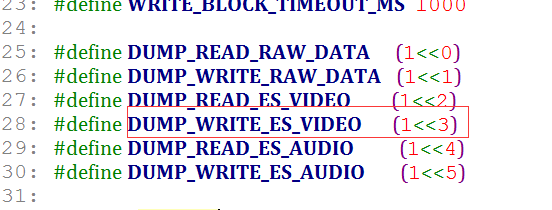 23: #define WRITE_BLOCK_TIMEOUT_MS 1000
24:
25: #define DUMP_READ_RAW_DATA (1<<0)
26: #define DUMP_WRITE_RAW_DATA (1<<1)
27: #define DUMP_READ_ES_VIDEO (1<<2)
28: #define DUMP_WRITE_ES_VIDEO (1<<3)
29: #define DUMP_READ_ES_AUDIO (1<<4)
30: #define DUMP_WRITE_ES_AUDIO (1<<5)
31: